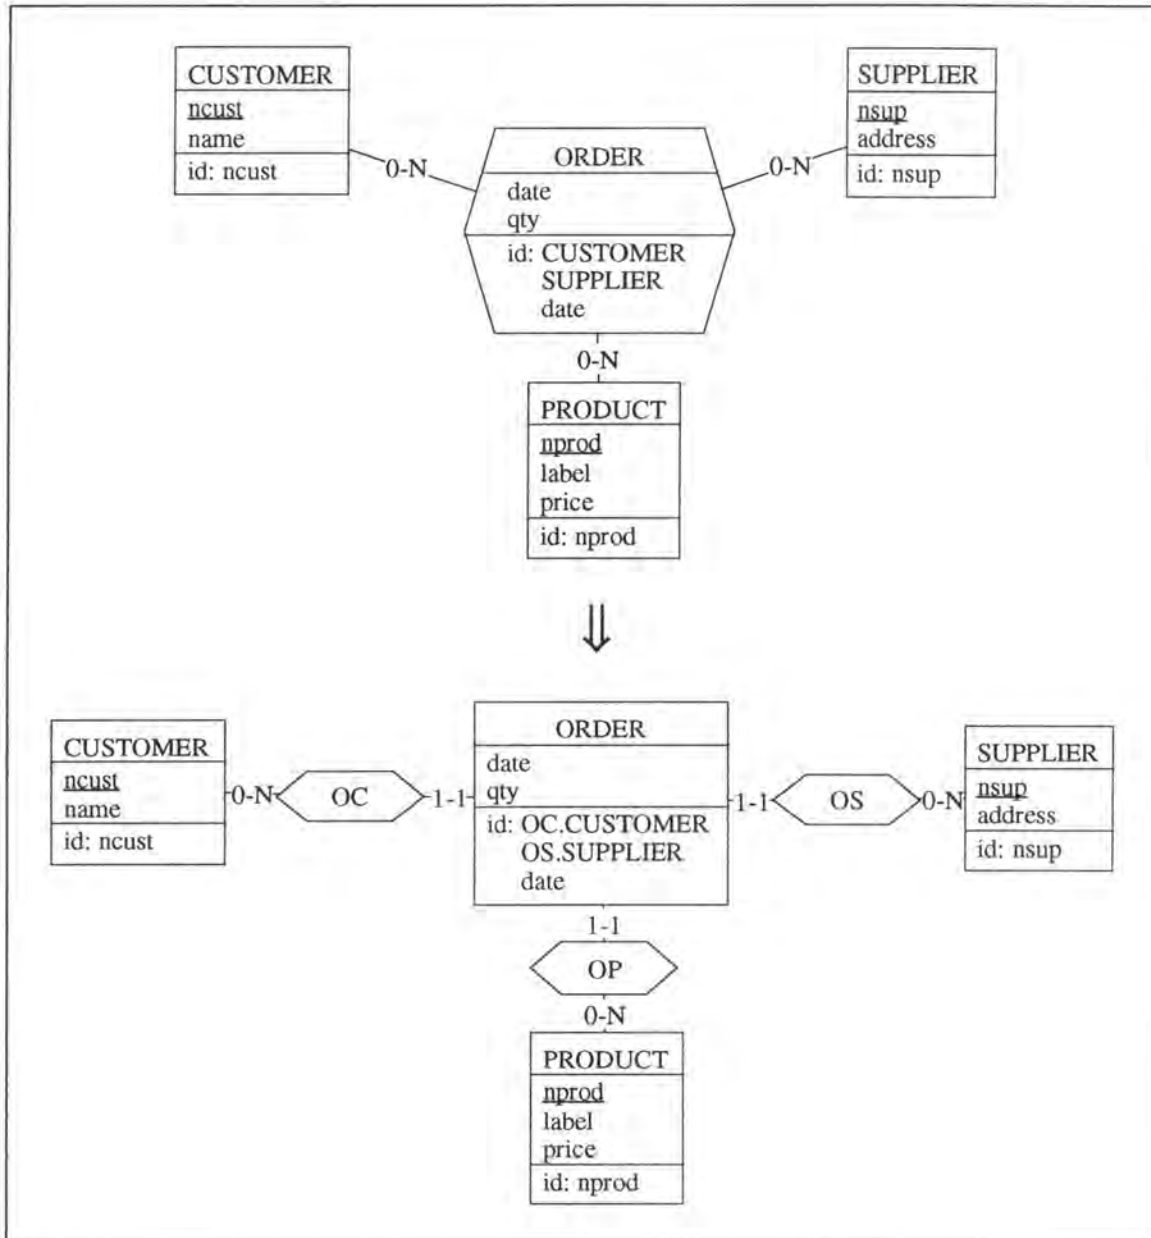 CUSTOMER
ncust
name
id: ncust
0-N
ORDER
date
qty
id: CUSTOMER
SUPPLIER
date
0-N
SUPPLIER
nsup
address
id: nsup
0-N
PRODUCT
nprod
label
price
id: nprod
⇓
CUSTOMER
ncust
name
id: ncust
0-N
OC
1-1
ORDER
date
qty
id: OC.CUSTOMER
OS.SUPPLIER
date
1-1
OS
0-N
SUPPLIER
nsup
address
id: nsup
1-1
OP
0-N
PRODUCT
nprod
label
price
id: nprod